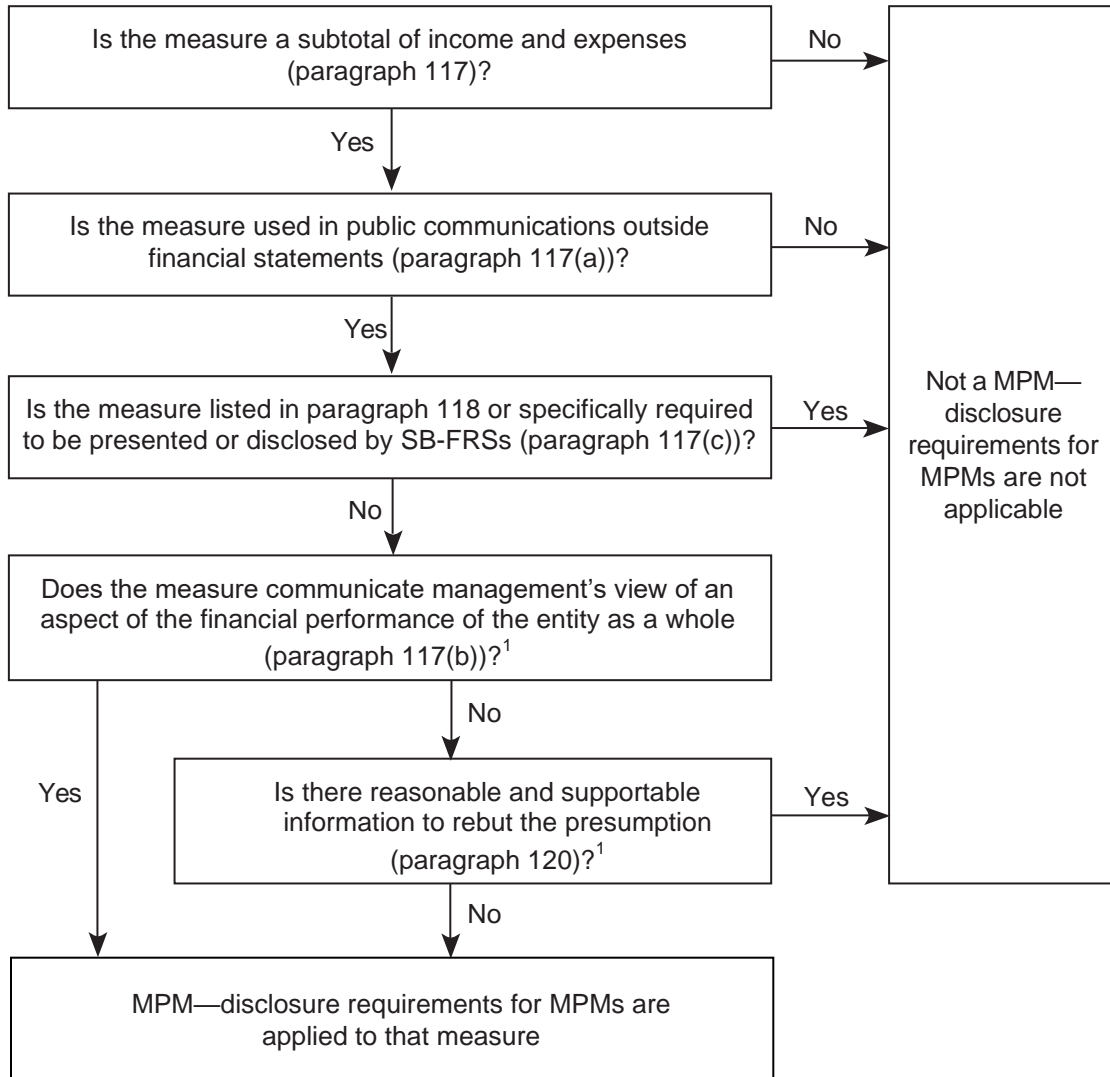 Is the measure a subtotal of income and expenses
(paragraph 117)?
No
Yes
Is the measure used in public communications outside
financial statements (paragraph 117(a))?
No
Yes
Is the measure listed in paragraph 118 or specifically required
to be presented or disclosed by SB-FRSs (paragraph 117(c))?
Yes
No
Does the measure communicate management’s view of an
aspect of the financial performance of the entity as a whole
(paragraph 117(b))?¹
No
Yes
Is there reasonable and supportable
information to rebut the presumption
(paragraph 120)?¹
Yes
No
MPM—disclosure requirements for MPMs are
applied to that measure
Not a MPM—
disclosure
requirements for
MPMs are not
applicable